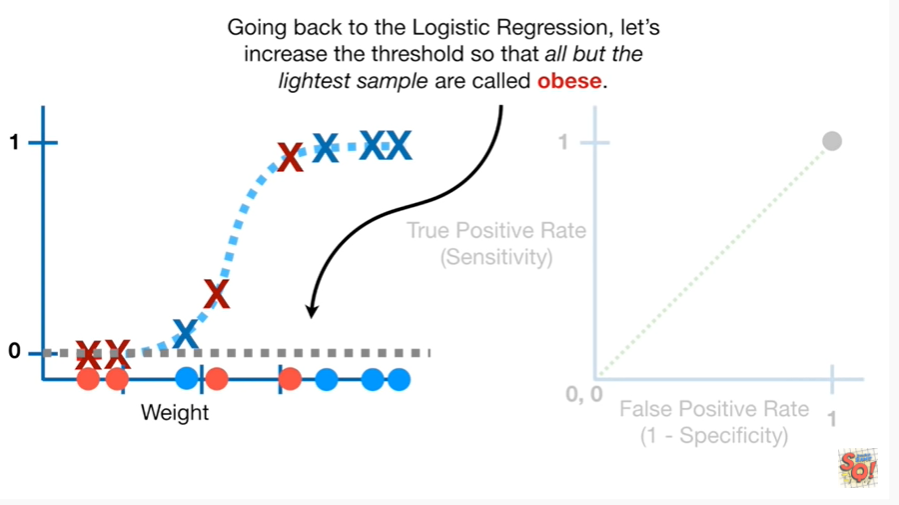 Going back to the Logistic Regression, let's
increase the threshold so that all but the
lightest sample are called obese.
1
0
Weight
X X X X X X X X
1
True Positive Rate
(Sensitivity)
0, 0
False Positive Rate
(1 - Specificity)
1
SO!